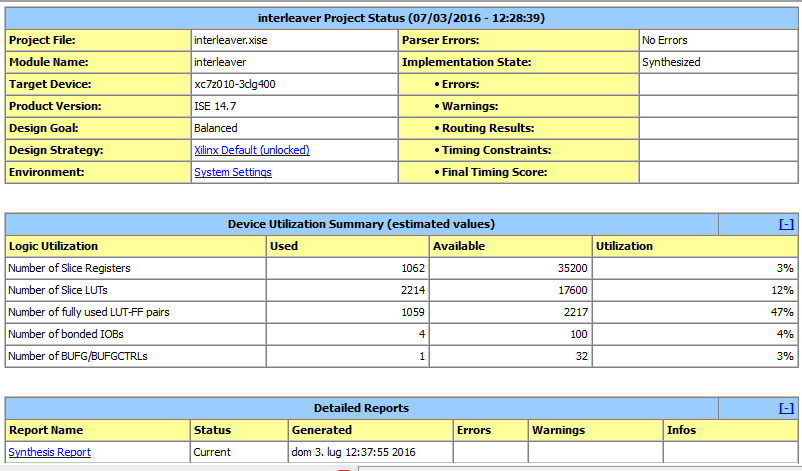 interleaver Project Status (07/03/2016 - 12:28:39)
Project File: interleaver.xise Parser Errors: No Errors
Module Name: interleaver Implementation State: Synthesized
Target Device: xc7z010-3clg400 • Errors:
Product Version: ISE 14.7 • Warnings:
Design Goal: Balanced • Routing Results:
Design Strategy: Xilinx Default (unlocked) • Timing Constraints:
Environment: System Settings • Final Timing Score:
Device Utilization Summary (estimated values) [-]
Logic Utilization Used Available Utilization
Number of Slice Registers 1062 35200 3%
Number of Slice LUTs 2214 17600 12%
Number of fully used LUT-FF pairs 1059 2217 47%
Number of bonded IOBs 4 100 4%
Number of BUFG/BUFGCTRLs 1 32 3%
Detailed Reports [-]
Report Name Status Generated Errors Warnings Infos
Synthesis Report Current dom 3. lug 12:37:55 2016